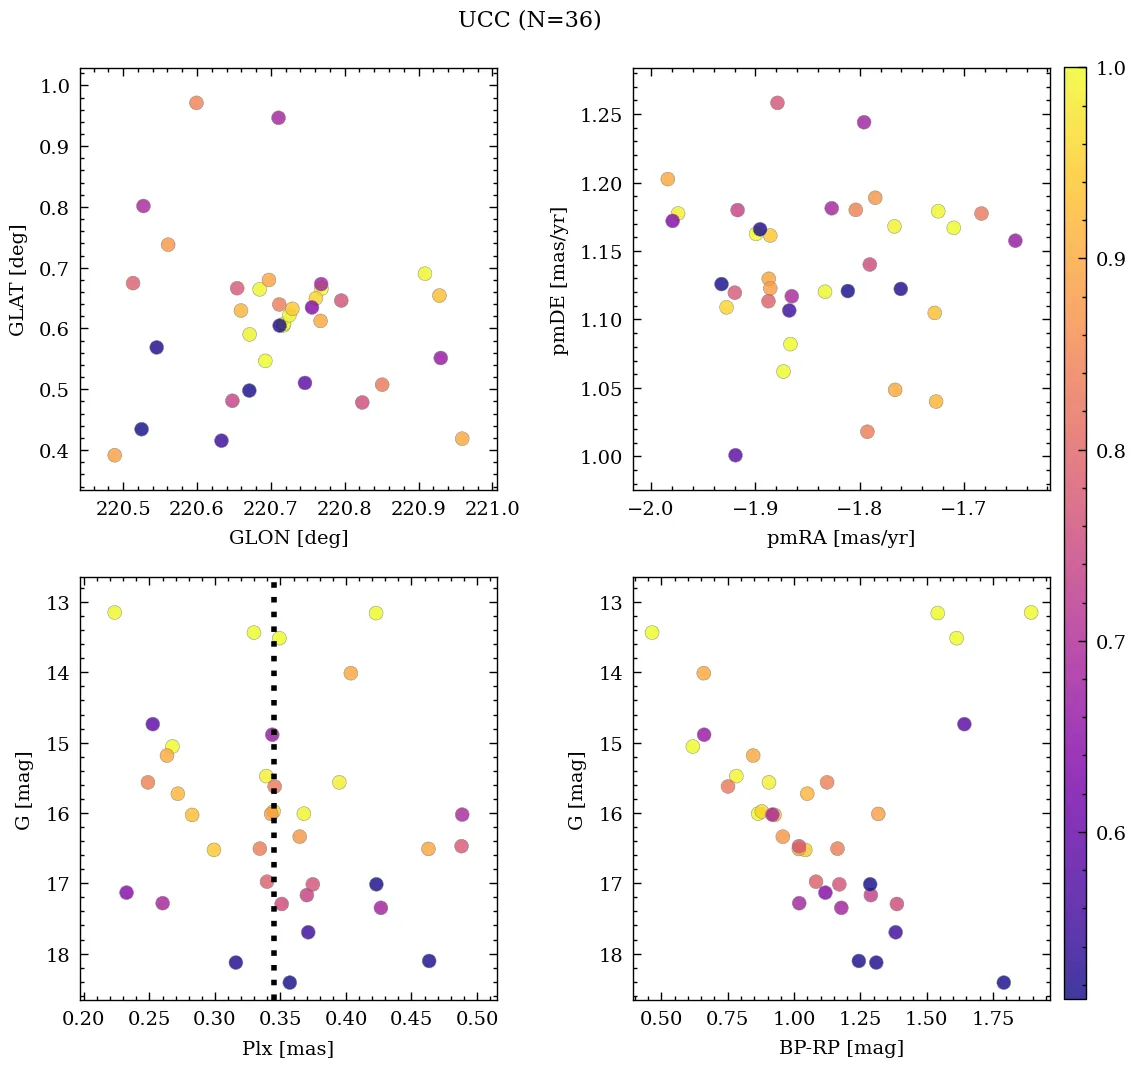 UCC (N=36)
1.0
0.9
0.8
0.7
0.6
0.5
0.4
GLAT [deg]
220.5 220.6 220.7 220.8 220.9 221.0
GLON [deg]
1.25
1.20
1.15
1.10
1.05
1.00
pmDE [mas/yr]
−2.0 −1.9 −1.8 −1.7
pmRA [mas/yr]
13
14
15
16
17
18
G [mag]
0.20 0.25 0.30 0.35 0.40 0.45 0.50
Plx [mas]
13
14
15
16
17
18
G [mag]
0.50 0.75 1.00 1.25 1.50 1.75
BP-RP [mag]
1.0
0.9
0.8
0.7
0.6